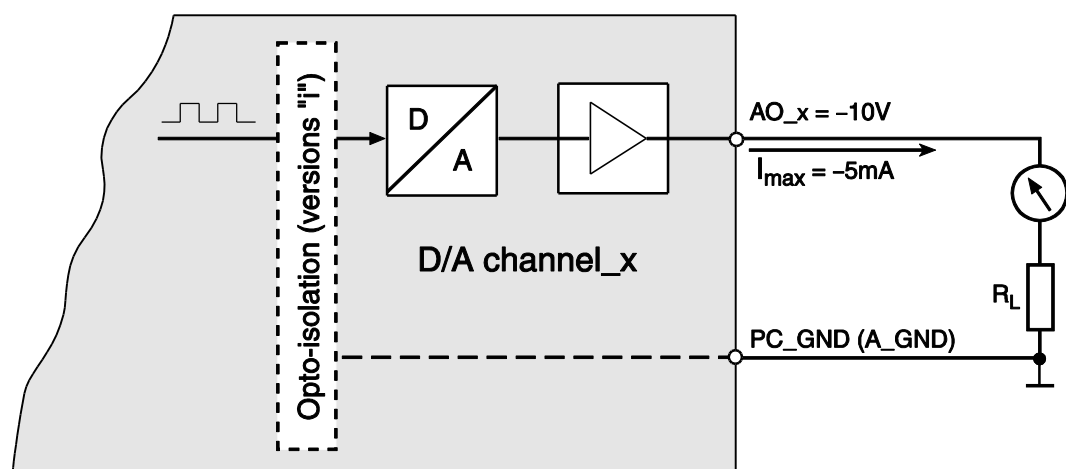 Opto-isolation (versions "i")
D
A
D/A channel_x
AO_x = –10V
Imax = –5mA
RL
PC_GND (A_GND)